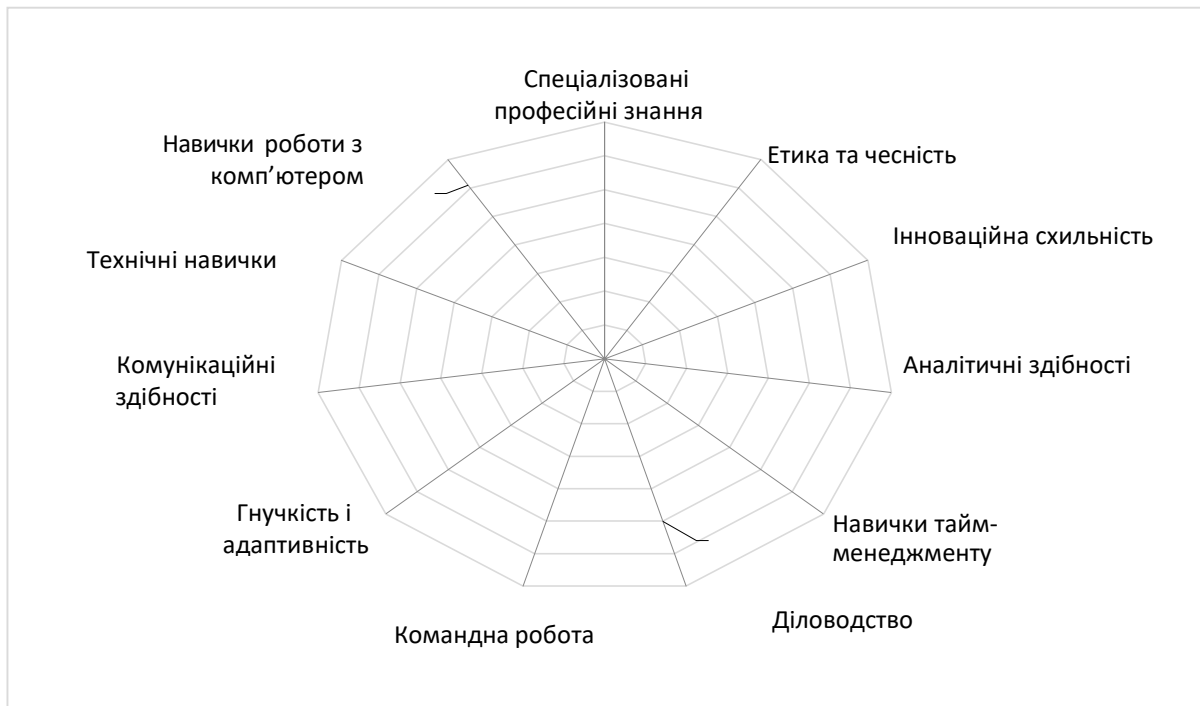 Спеціалізовані
професійні знання
Етика та чесність
Інноваційна схильність
Аналітичні здібності
Навички тайм-
менеджменту
Діловодство
Командна робота
Гнучкість і
адаптивність
Комунікаційні
здібності
Технічні навички
Навички роботи з
комп’ютером